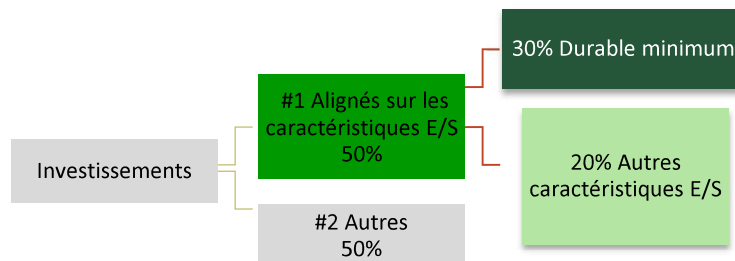 Investissements
#1 Alignés sur les
caractéristiques E/S
50%
#2 Autres
50%
30% Durable minimum
20% Autres
caractéristiques E/S